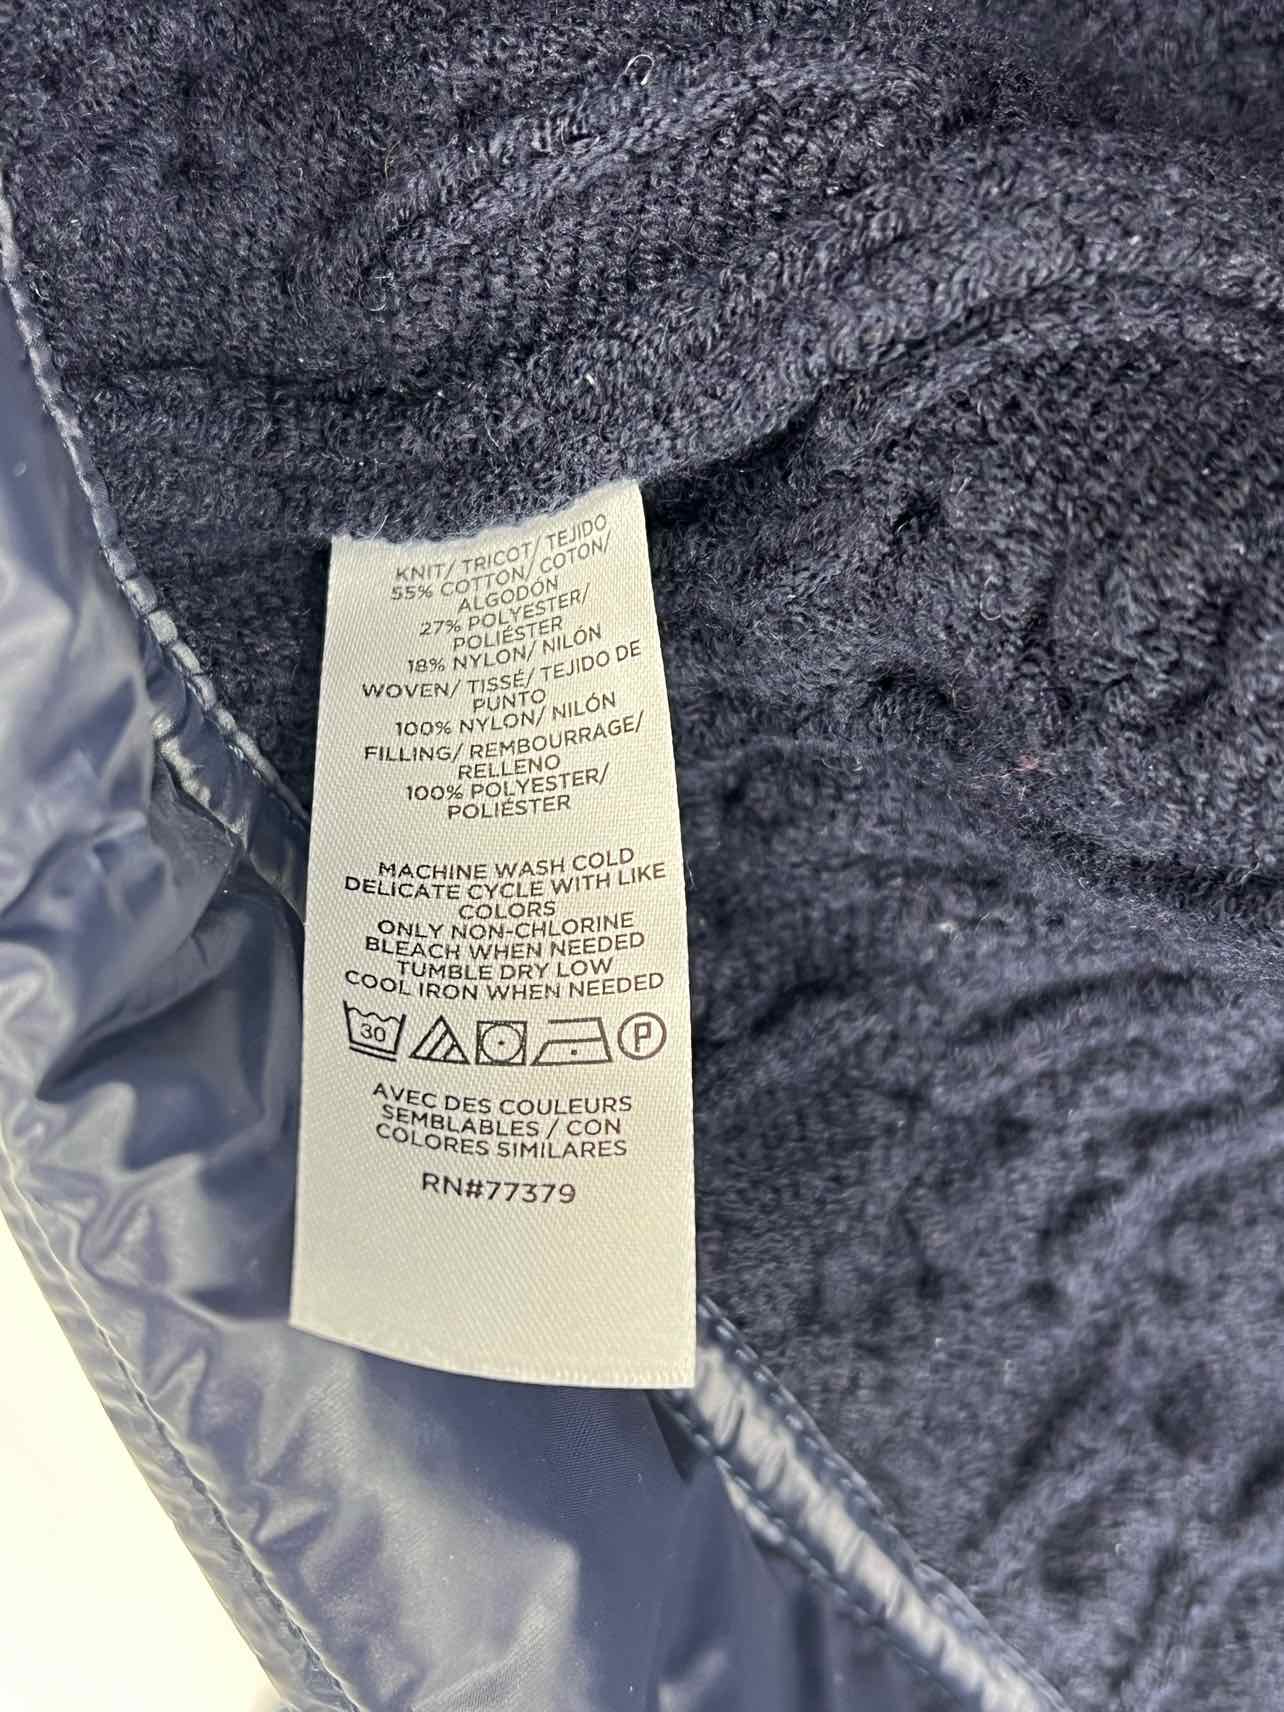 KNIT/ TRICOT/ TEJIDO
55% COTTON/ COTON/
ALGODÓN
27% POLYESTER/
POLIÉSTER
18% NYLON/ NILÓN
WOVEN/ TISSÉ/ TEJIDO DE
PUNTO
100% NYLON/ NILÓN
FILLING/ REMBOURRAGE/
RELLENO
100% POLYESTER/
POLIÉSTER
MACHINE WASH COLD
DELICATE CYCLE WITH LIKE
COLORS
ONLY NON-CHLORINE
BLEACH WHEN NEEDED
TUMBLE DRY LOW
COOL IRON WHEN NEEDED
30 P
AVEC DES COULEURS
SEMBLABLES / CON
COLORES SIMILARES
RN#77379